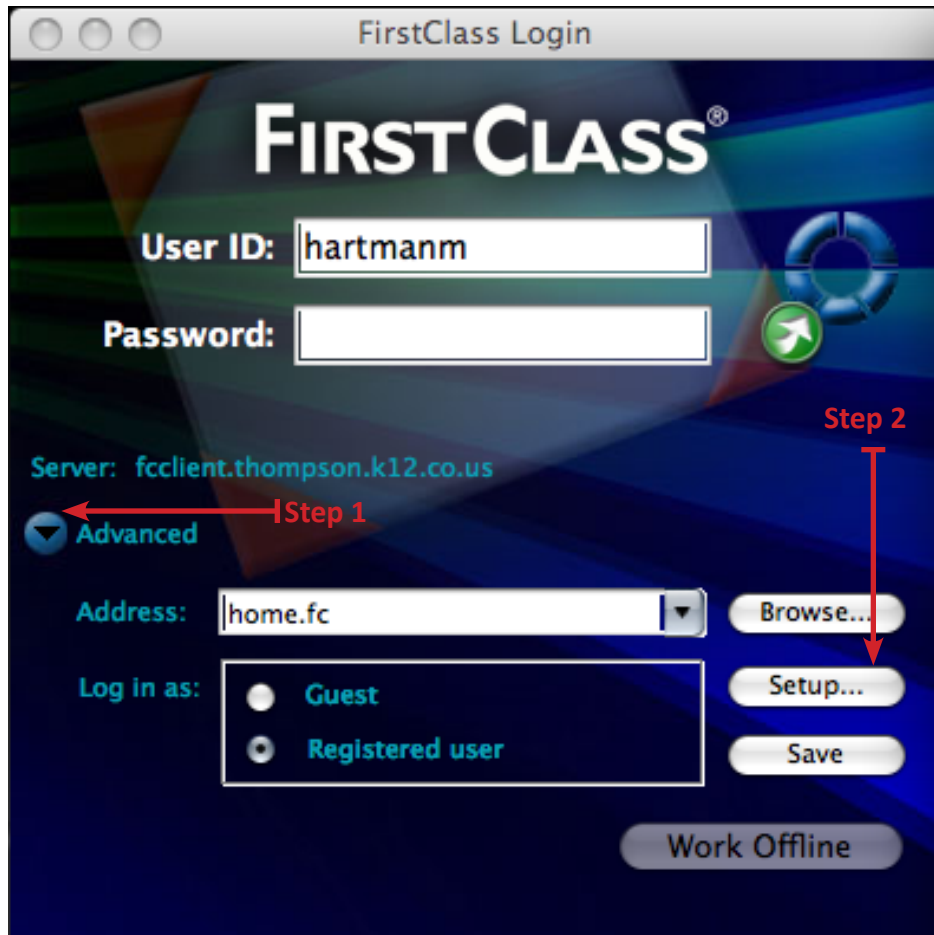 FirstClass Login
FIRSTCLASS®
User ID: hartmanm
Password:
Step 2
Server: fcclient.thompson.k12.co.us
Step 1
Advanced
Address: home.fc Browse...
Log in as: Guest Setup...
Registered user Save
Work Offline